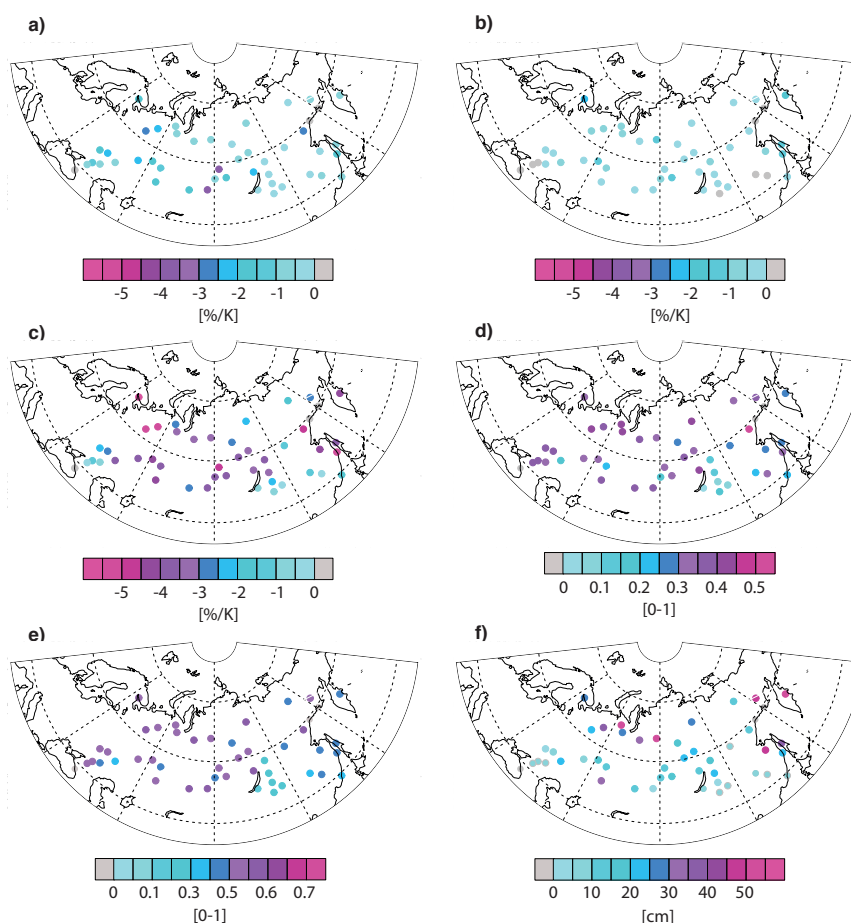 a)
b)
-5 -4 -3 -2 -1 0
[%/K]
-5 -4 -3 -2 -1 0
[%/K]
c)
d)
-5 -4 -3 -2 -1 0
[%/K]
0 0.1 0.2 0.3 0.4 0.5
[0-1]
e)
f)
0 0.1 0.3 0.5 0.6 0.7
[0-1]
0 10 20 30 40 50
[cm]